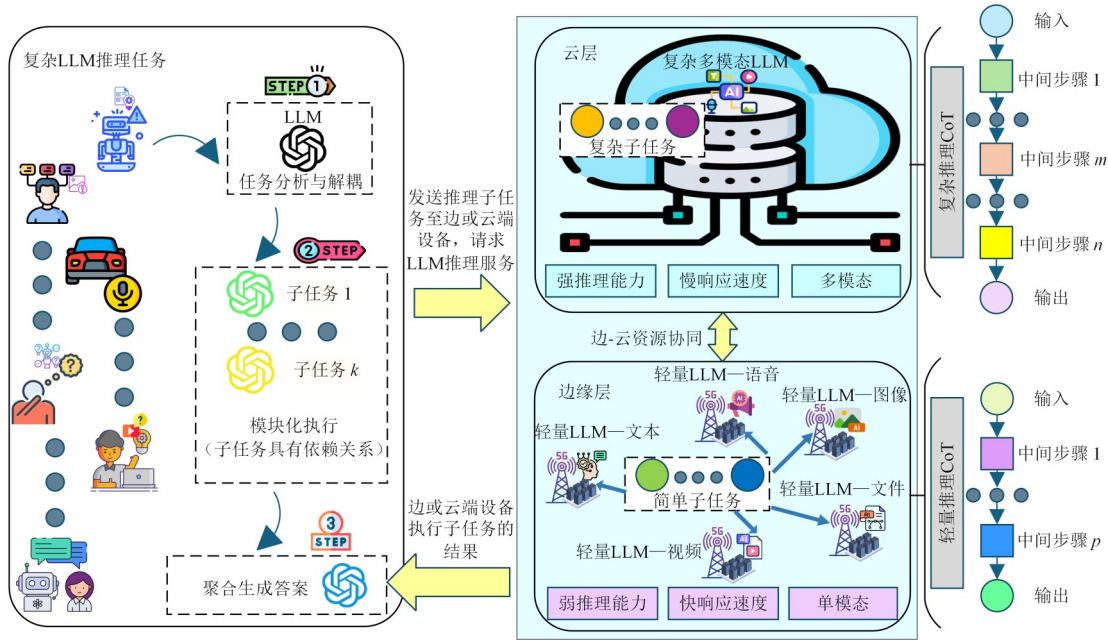 复杂LLM推理任务
STEP 1
LLM
任务分析与解耦
2 STEP
子任务 1
子任务 k
模块化执行
（子任务具有依赖关系）
3
STEP
聚合生成答案
发送推理子任
务至边或云端
设备，请求
LLM推理服务
边或云端设备
执行子任务的
结果
云层
复杂多模态LLM
T
AI
复杂子任务
强推理能力
慢响应速度
多模态
边-云资源协同
边缘层
轻量LLM—语音
5G
AI
轻量LLM—图像
5G
AI
轻量LLM—文本
5G
简单子任务
轻量LLM—文件
5G
AI
轻量LLM—视频
5G
AI
弱推理能力
快响应速度
单模态
复杂推理CoT
输入
中间步骤 1
中间步骤 m
中间步骤 n
输出
轻量推理CoT
输入
中间步骤 1
中间步骤 p
输出